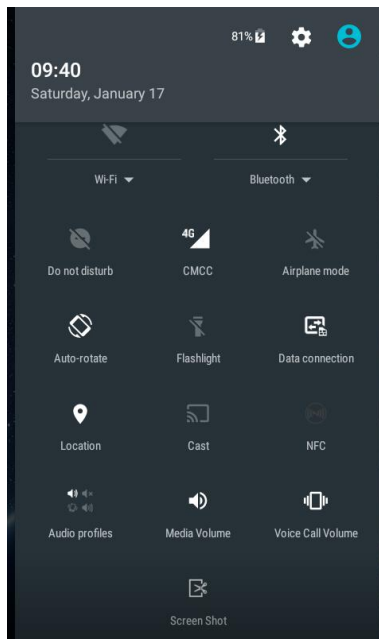 81%
09:40
Saturday, January 17
Wi-Fi
Bluetooth
Do not disturb
4G
CMCC
Airplane mode
Auto-rotate
Flashlight
Data connection
Location
Cast
NFC
Audio profiles
Media Volume
Voice Call Volume
Screen Shot